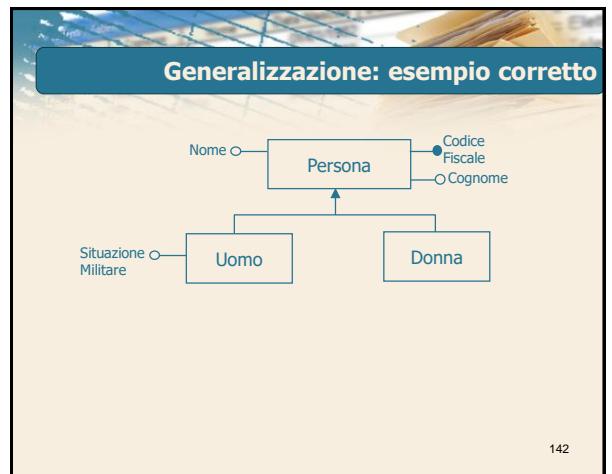 Generalizzazione: esempio corretto
Nome
Persona
Codice
Fiscale
Cognome
Situazione
Militare
Uomo
Donna
142